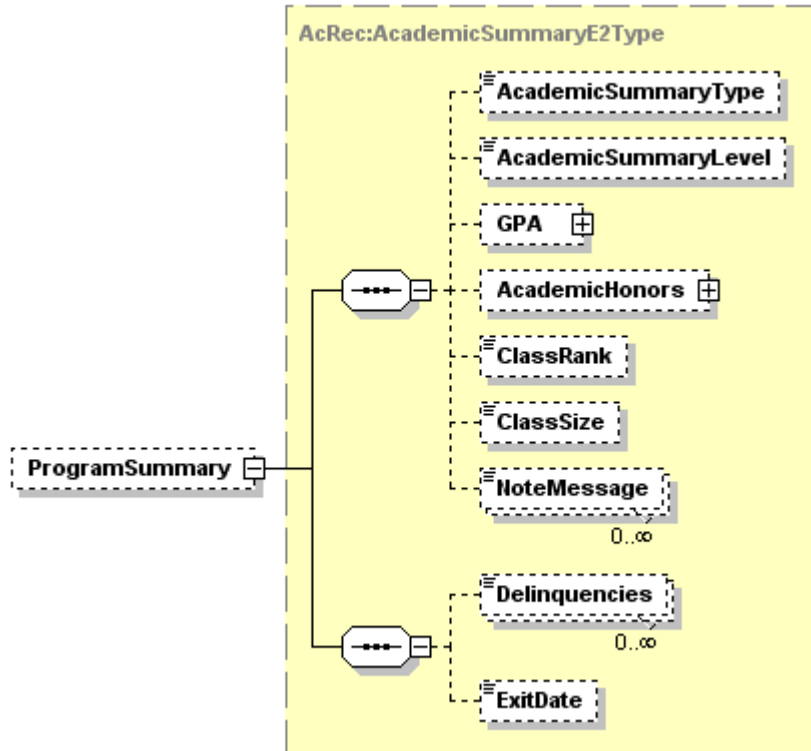 AcRec:AcademicSummaryE2Type
AcademicSummaryType
AcademicSummaryLevel
GPA
AcademicHonors
ClassRank
ClassSize
ProgramSummary
NoteMessage
0..∞
Delinquencies
0..∞
ExitDate